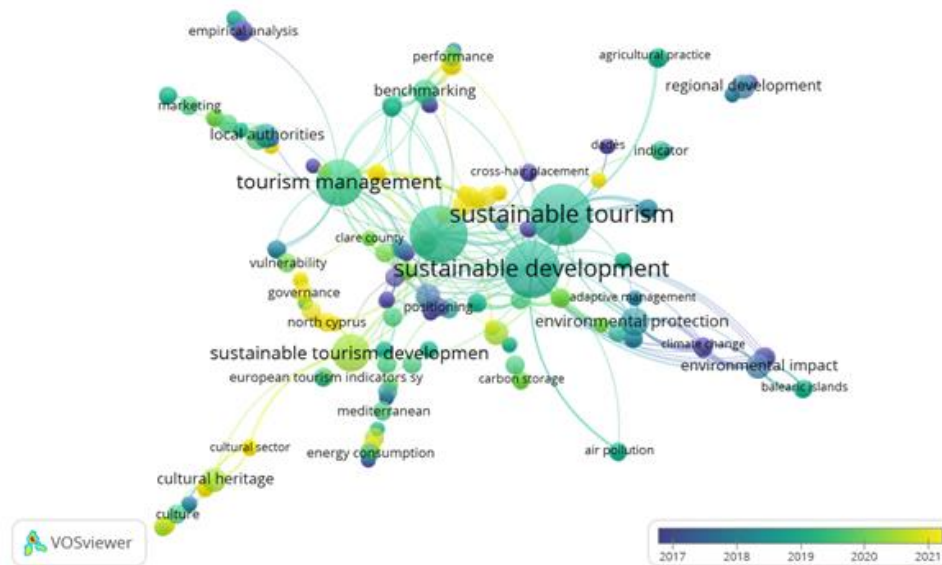 empirical analysis
performance
agricultural practice
regional development
benchmarking
marketing
local authorities
dades
indicator
cross-hair placement
tourism management
sustainable tourism
clare county
vulnerability
sustainable development
governance
positioning
adaptive management
north cyprus
environmental protection
climate change
sustainable tourism developmen
environmental impact
european tourism indicators sy
carbon storage
balearic islands
mediterranean
cultural sector
energy consumption
air pollution
cultural heritage
culture
VOSviewer
2017 2018 2019 2020 2021